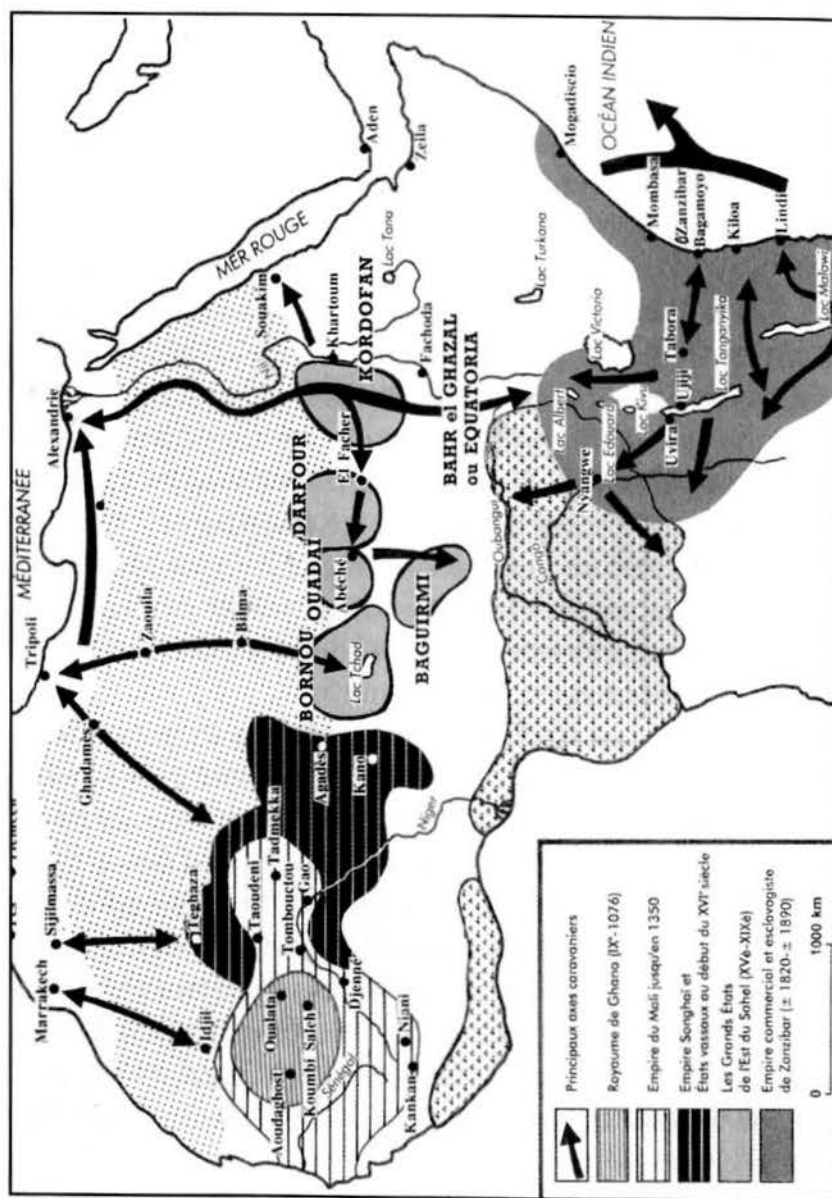 MÉDITERRANÉE
Marrakech
Sijilmassa
Tripoli
Alexandrie
Ghadamès
Zaouila
Bilma
Idjil
Teghaza
Taoudeni
Tadmekka
Tombouctou
Gao
Oualata
Aoudaghost
Koumbi Saleh
Djenné
Sénégal
Niani
Kankan
Niger
Agadès
Kano
BORNOU
OUADAI
DARFOUR
Lac Tchad
Abéché
El Facher
BAGUIRMI
KORDOFAN
Khartoum
Souakim
MER ROUGE
Nil
Aden
Zeila
Lac Tana
Fachoda
BAHR el GHAZAL
ou EQUATORIA
Lac Turkana
Mogadiscio
OCÉAN INDIEN
Oubangui
Congo
Lac Albert
Lac Edouard
Lac Kivu
Lac Victoria
Nyangwe
Uvira
Ujiji
Tabora
Lac Tanganyika
Mombasa
Zanzibar
Bagamoyo
Kiloa
Lindi
Lac Malawi
Principaux axes caravaniers
Royaume de Ghana (IXe-1076)
Empire du Mali jusqu'en 1350
Empire Songhaï et
États vassaux au début du XVIe siècle
Les Grands États
de l'Est du Sahel (XVè-XIXè)
Empire commercial et esclavagiste
de Zanzibar (± 1820-± 1890)
1000 km